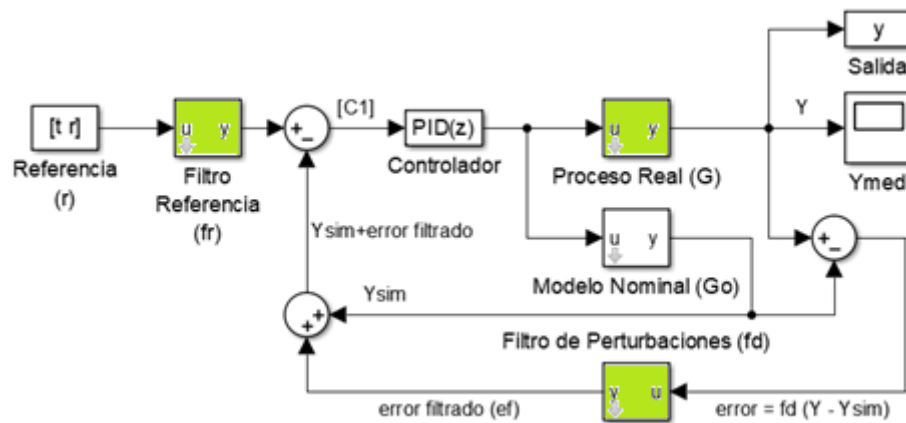 y
Salida
[C1]
Y
[t r]
u y
+
−
PID(z)
u y
Referencia
(r)
Filtro
Referencia
(fr)
Controlador
Proceso Real (G)
Ymed
Ysim+error filtrado
u y
+
−
Modelo Nominal (Go)
Ysim
+
+
Filtro de Perturbaciones (fd)
y u
error filtrado (ef)
error = fd (Y - Ysim)